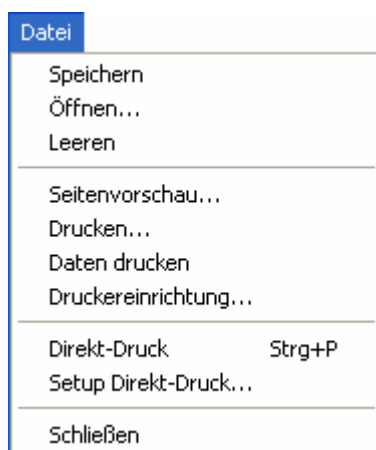 Datei
Speichern
Öffnen...
Leeren
Seitenvorschau...
Drucken...
Daten drucken
Druckereinrichtung...
Direkt-Druck Strg+P
Setup Direkt-Druck...
Schließen